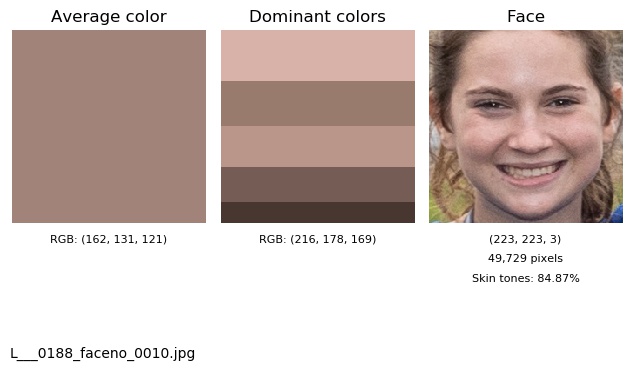 Average color
Dominant colors
Face
RGB: (162, 131, 121)
RGB: (216, 178, 169)
(223, 223, 3)
49,729 pixels
Skin tones: 84.87%
L___0188_faceno_0010.jpg